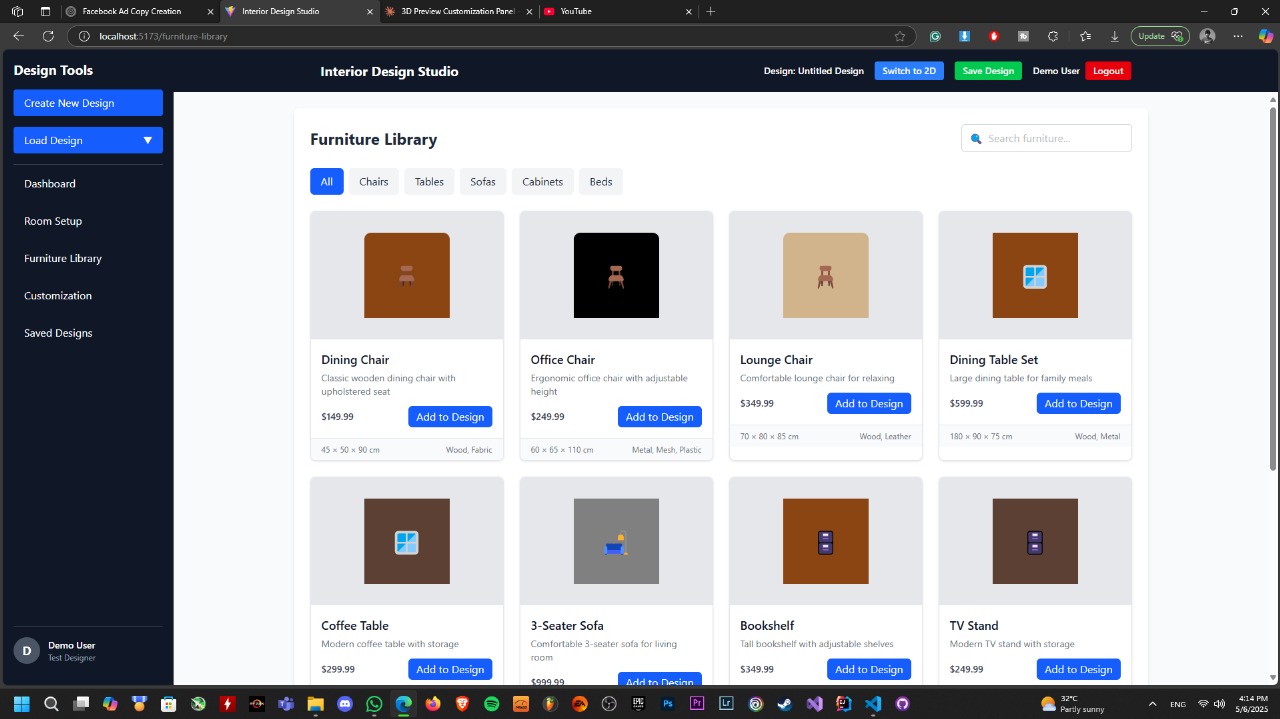 Facebook Ad Copy Creation
Interior Design Studio
3D Preview Customization Panel
YouTube
localhost:5173/furniture-library
Update
Design Tools
Interior Design Studio
Design: Untitled Design
Switch to 2D
Save Design
Demo User
Logout
Create New Design
Load Design
Dashboard
Room Setup
Furniture Library
Customization
Saved Designs
D
Demo User
Test Designer
Furniture Library
Search furniture...
All
Chairs
Tables
Sofas
Cabinets
Beds
Dining Chair
Classic wooden dining chair with
upholstered seat
$149.99
Add to Design
45 × 50 × 90 cm
Wood, Fabric
Office Chair
Ergonomic office chair with adjustable
height
$249.99
Add to Design
60 × 65 × 110 cm
Metal, Mesh, Plastic
Lounge Chair
Comfortable lounge chair for relaxing
$349.99
Add to Design
70 × 80 × 85 cm
Wood, Leather
Dining Table Set
Large dining table for family meals
$599.99
Add to Design
180 × 90 × 75 cm
Wood, Metal
Coffee Table
Modern coffee table with storage
$299.99
Add to Design
3-Seater Sofa
Comfortable 3-seater sofa for living
room
$999.99
Add to Design
Bookshelf
Tall bookshelf with adjustable shelves
$349.99
Add to Design
TV Stand
Modern TV stand with storage
$249.99
Add to Design
32°C
Partly sunny
ENG
4:14 PM
5/6/2025